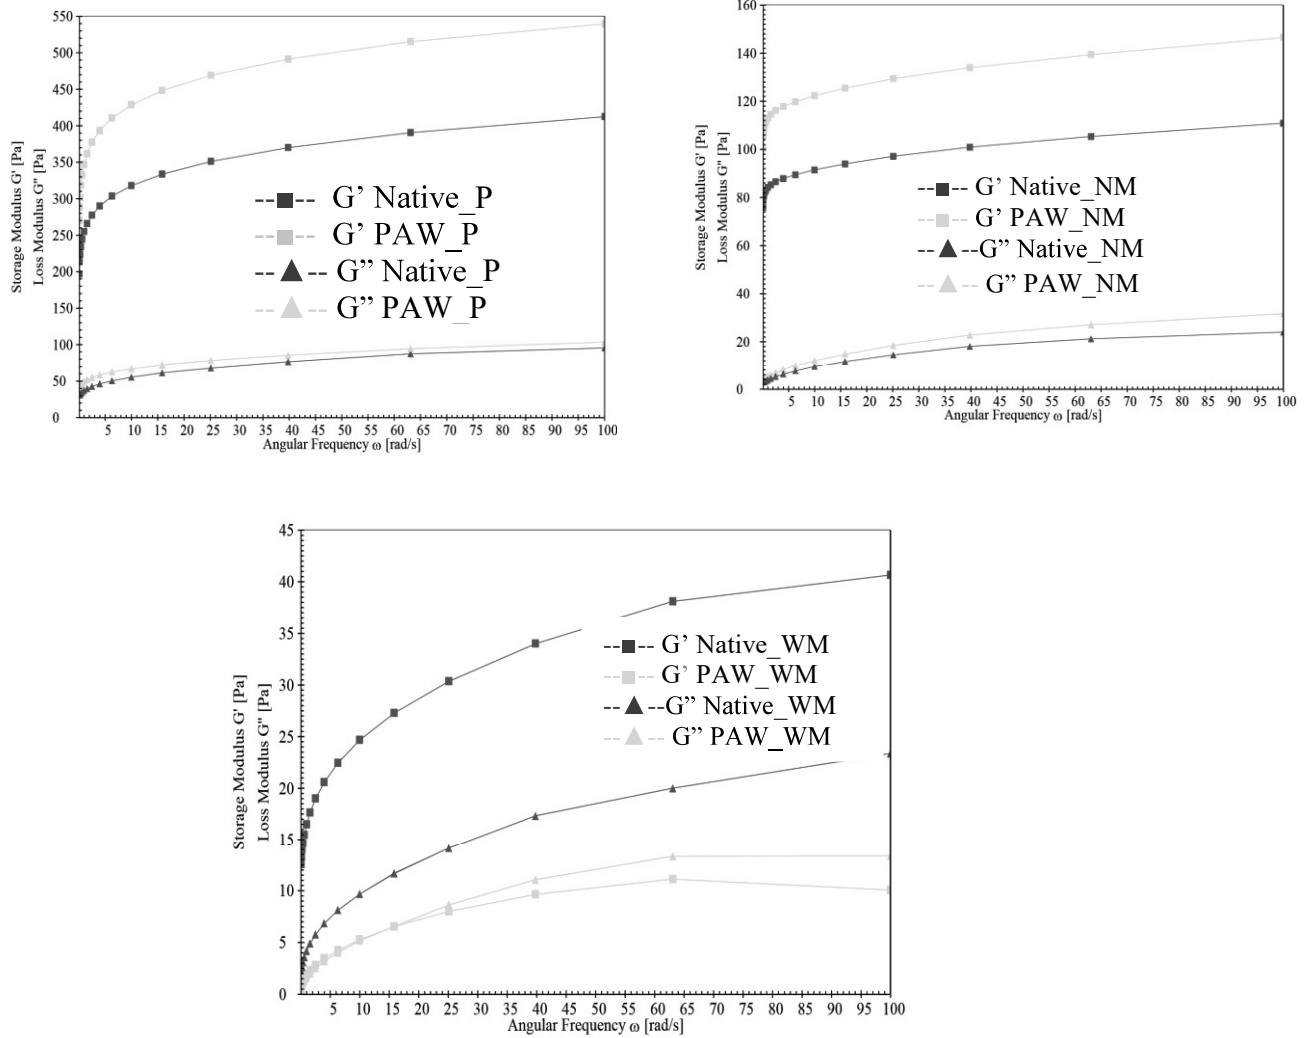 550
500
450
400
350
300
250
200
150
100
50
0
Storage Modulus G' [Pa]
Loss Modulus G" [Pa]
G’ Native_P
G’ PAW_P
G” Native_P
G” PAW_P
5 10 15 20 25 30 35 40 45 50 55 60 65 70 75 80 85 90 95 100
Angular Frequency ω [rad/s]
160
140
120
100
80
60
40
20
0
Storage Modulus G' [Pa]
Loss Modulus G" [Pa]
G’ Native_NM
G’ PAW_NM
G” Native_NM
G” PAW_NM
5 10 15 20 25 30 35 40 45 50 55 60 65 70 75 80 85 90 95 100
Angular Frequency ω [rad/s]
45
40
35
30
25
20
15
10
5
0
Storage Modulus G' [Pa]
Loss Modulus G" [Pa]
G’ Native_WM
G’ PAW_WM
G” Native_WM
G” PAW_WM
5 10 15 20 25 30 35 40 45 50 55 60 65 70 75 80 85 90 95 100
Angular Frequency ω [rad/s]